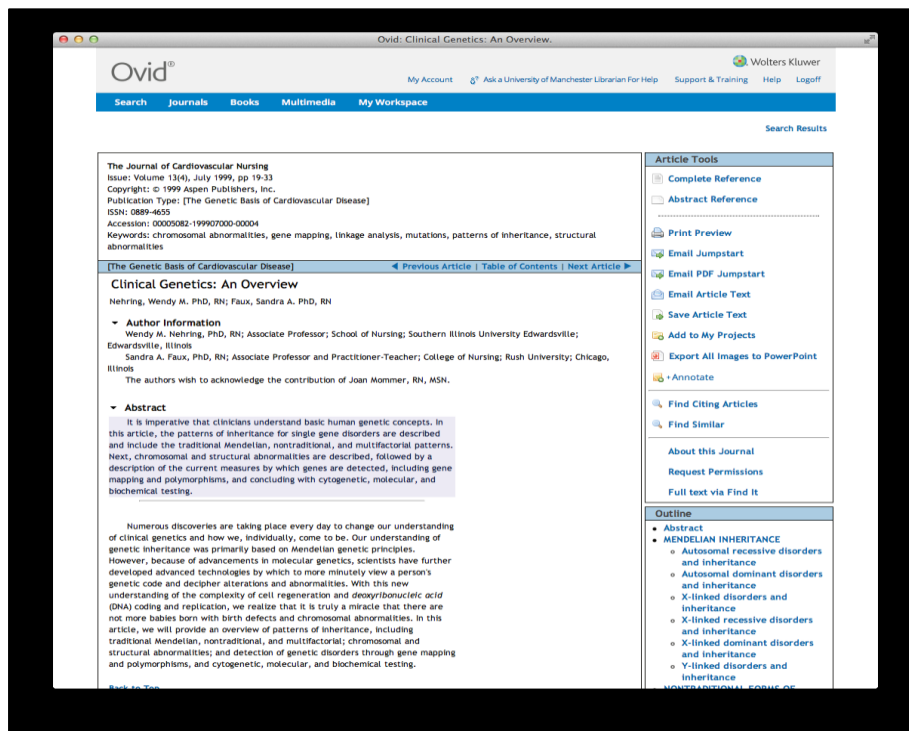 Ovid: Clinical Genetics: An Overview.
Ovid®
Wolters Kluwer
My Account Ask a University of Manchester Librarian For Help Support & Training Help Logoff
Search Journals Books Multimedia My Workspace
Search Results
The Journal of Cardiovascular Nursing
Issue: Volume 13(4), July 1999, pp 19-33
Copyright: © 1999 Aspen Publishers, Inc.
Publication Type: [The Genetic Basis of Cardiovascular Disease]
ISSN: 0889-4655
Accession: 00005082-199907000-00004
Keywords: chromosomal abnormalities, gene mapping, linkage analysis, mutations, patterns of inheritance, structural
abnormalities
[The Genetic Basis of Cardiovascular Disease] ◀ Previous Article | Table of Contents | Next Article ▶
Clinical Genetics: An Overview
Nehring, Wendy M. PhD, RN; Faux, Sandra A. PhD, RN
Author Information
Wendy M. Nehring, PhD, RN; Associate Professor; School of Nursing; Southern Illinois University Edwardsville;
Edwardsville, Illinois
Sandra A. Faux, PhD, RN; Associate Professor and Practitioner-Teacher; College of Nursing; Rush University; Chicago,
Illinois
The authors wish to acknowledge the contribution of Joan Mommer, RN, MSN.
Abstract
It is imperative that clinicians understand basic human genetic concepts. In
this article, the patterns of inheritance for single gene disorders are described
and include the traditional Mendelian, nontraditional, and multifactorial patterns.
Next, chromosomal and structural abnormalities are described, followed by a
description of the current measures by which genes are detected, including gene
mapping and polymorphisms, and concluding with cytogenetic, molecular, and
biochemical testing.
Numerous discoveries are taking place every day to change our understanding
of clinical genetics and how we, individually, come to be. Our understanding of
genetic inheritance was primarily based on Mendelian genetic principles.
However, because of advancements in molecular genetics, scientists have further
developed advanced technologies by which to more minutely view a person's
genetic code and decipher alterations and abnormalities. With this new
understanding of the complexity of cell regeneration and deoxyribonucleic acid
(DNA) coding and replication, we realize that it is truly a miracle that there are
not more babies born with birth defects and chromosomal abnormalities. In this
article, we will provide an overview of patterns of inheritance, including
traditional Mendelian, nontraditional, and multifactorial; chromosomal and
structural abnormalities; and detection of genetic disorders through gene mapping
and polymorphisms, and cytogenetic, molecular, and biochemical testing.
Back to Top
Article Tools
Complete Reference
Abstract Reference
Print Preview
Email Jumpstart
Email PDF Jumpstart
Email Article Text
Save Article Text
Add to My Projects
Export All Images to PowerPoint
+Annotate
Find Citing Articles
Find Similar
About this Journal
Request Permissions
Full text via Find It
Outline
Abstract
MENDELIAN INHERITANCE
Autosomal recessive disorders
and inheritance
Autosomal dominant disorders
and inheritance
X-linked disorders and
inheritance
X-linked recessive disorders
and inheritance
X-linked dominant disorders
and inheritance
Y-linked disorders and
inheritance
NONTRADITIONAL FORMS OF